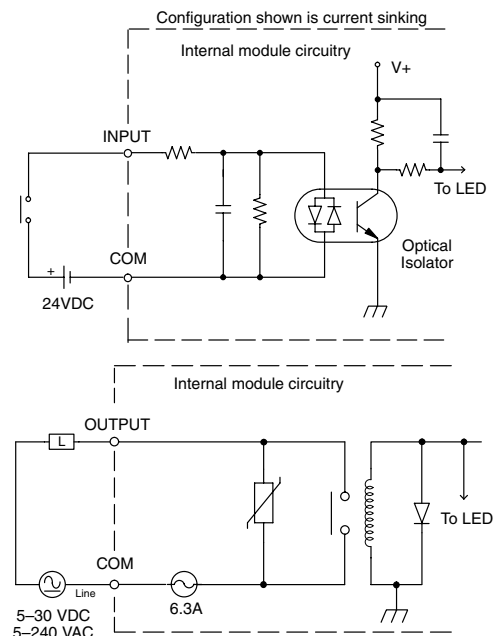 Configuration shown is current sinking
Internal module circuitry
V+
INPUT
To LED
COM
Optical
Isolator
+
24VDC
Internal module circuitry
OUTPUT
L
To LED
COM
Line
6.3A
5–30 VDC
5–240 VAC